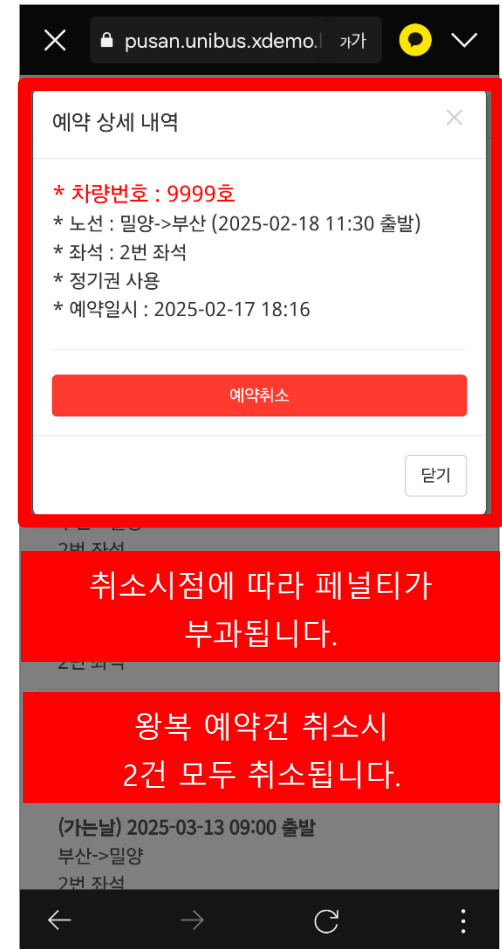 pusan.unibus.xdemo. 가가
예약 상세 내역
* 차량번호 : 9999호
* 노선 : 밀양->부산 (2025-02-18 11:30 출발)
* 좌석 : 2번 좌석
* 정기권 사용
* 예약일시 : 2025-02-17 18:16
예약취소
닫기
2번 좌석
취소시점에 따라 페널티가
부과됩니다.
2번 좌석
왕복 예약건 취소시
2건 모두 취소됩니다.
(가는날) 2025-03-13 09:00 출발
부산->밀양
2번 좌석